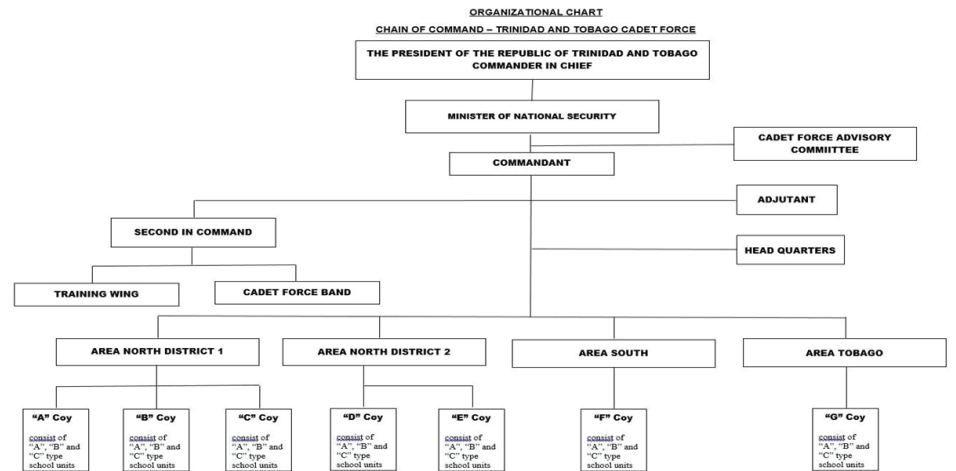 ORGANIZATIONAL CHART
CHAIN OF COMMAND – TRINIDAD AND TOBAGO CADET FORCE
THE PRESIDENT OF THE REPUBLIC OF TRINIDAD AND TOBAGO
COMMANDER IN CHIEF
MINISTER OF NATIONAL SECURITY
CADET FORCE ADVISORY
COMMIITTEE
COMMANDANT
ADJUTANT
SECOND IN COMMAND
HEAD QUARTERS
TRAINING WING
CADET FORCE BAND
AREA NORTH DISTRICT 1
AREA NORTH DISTRICT 2
AREA SOUTH
AREA TOBAGO
“A” Coy
consist of
“A”, “B” and
“C” type
school units
“B” Coy
consist of
“A”, “B” and
“C” type
school units
“C” Coy
consist of
“A”, “B” and
“C” type
school units
“D” Coy
consist of
“A”, “B” and
“C” type
school units
“E” Coy
consist of
“A”, “B” and
“C” type
school units
“F” Coy
consist of
“A”, “B” and
“C” type
school units
“G” Coy
consist of
“A”, “B” and
“C” type
school units